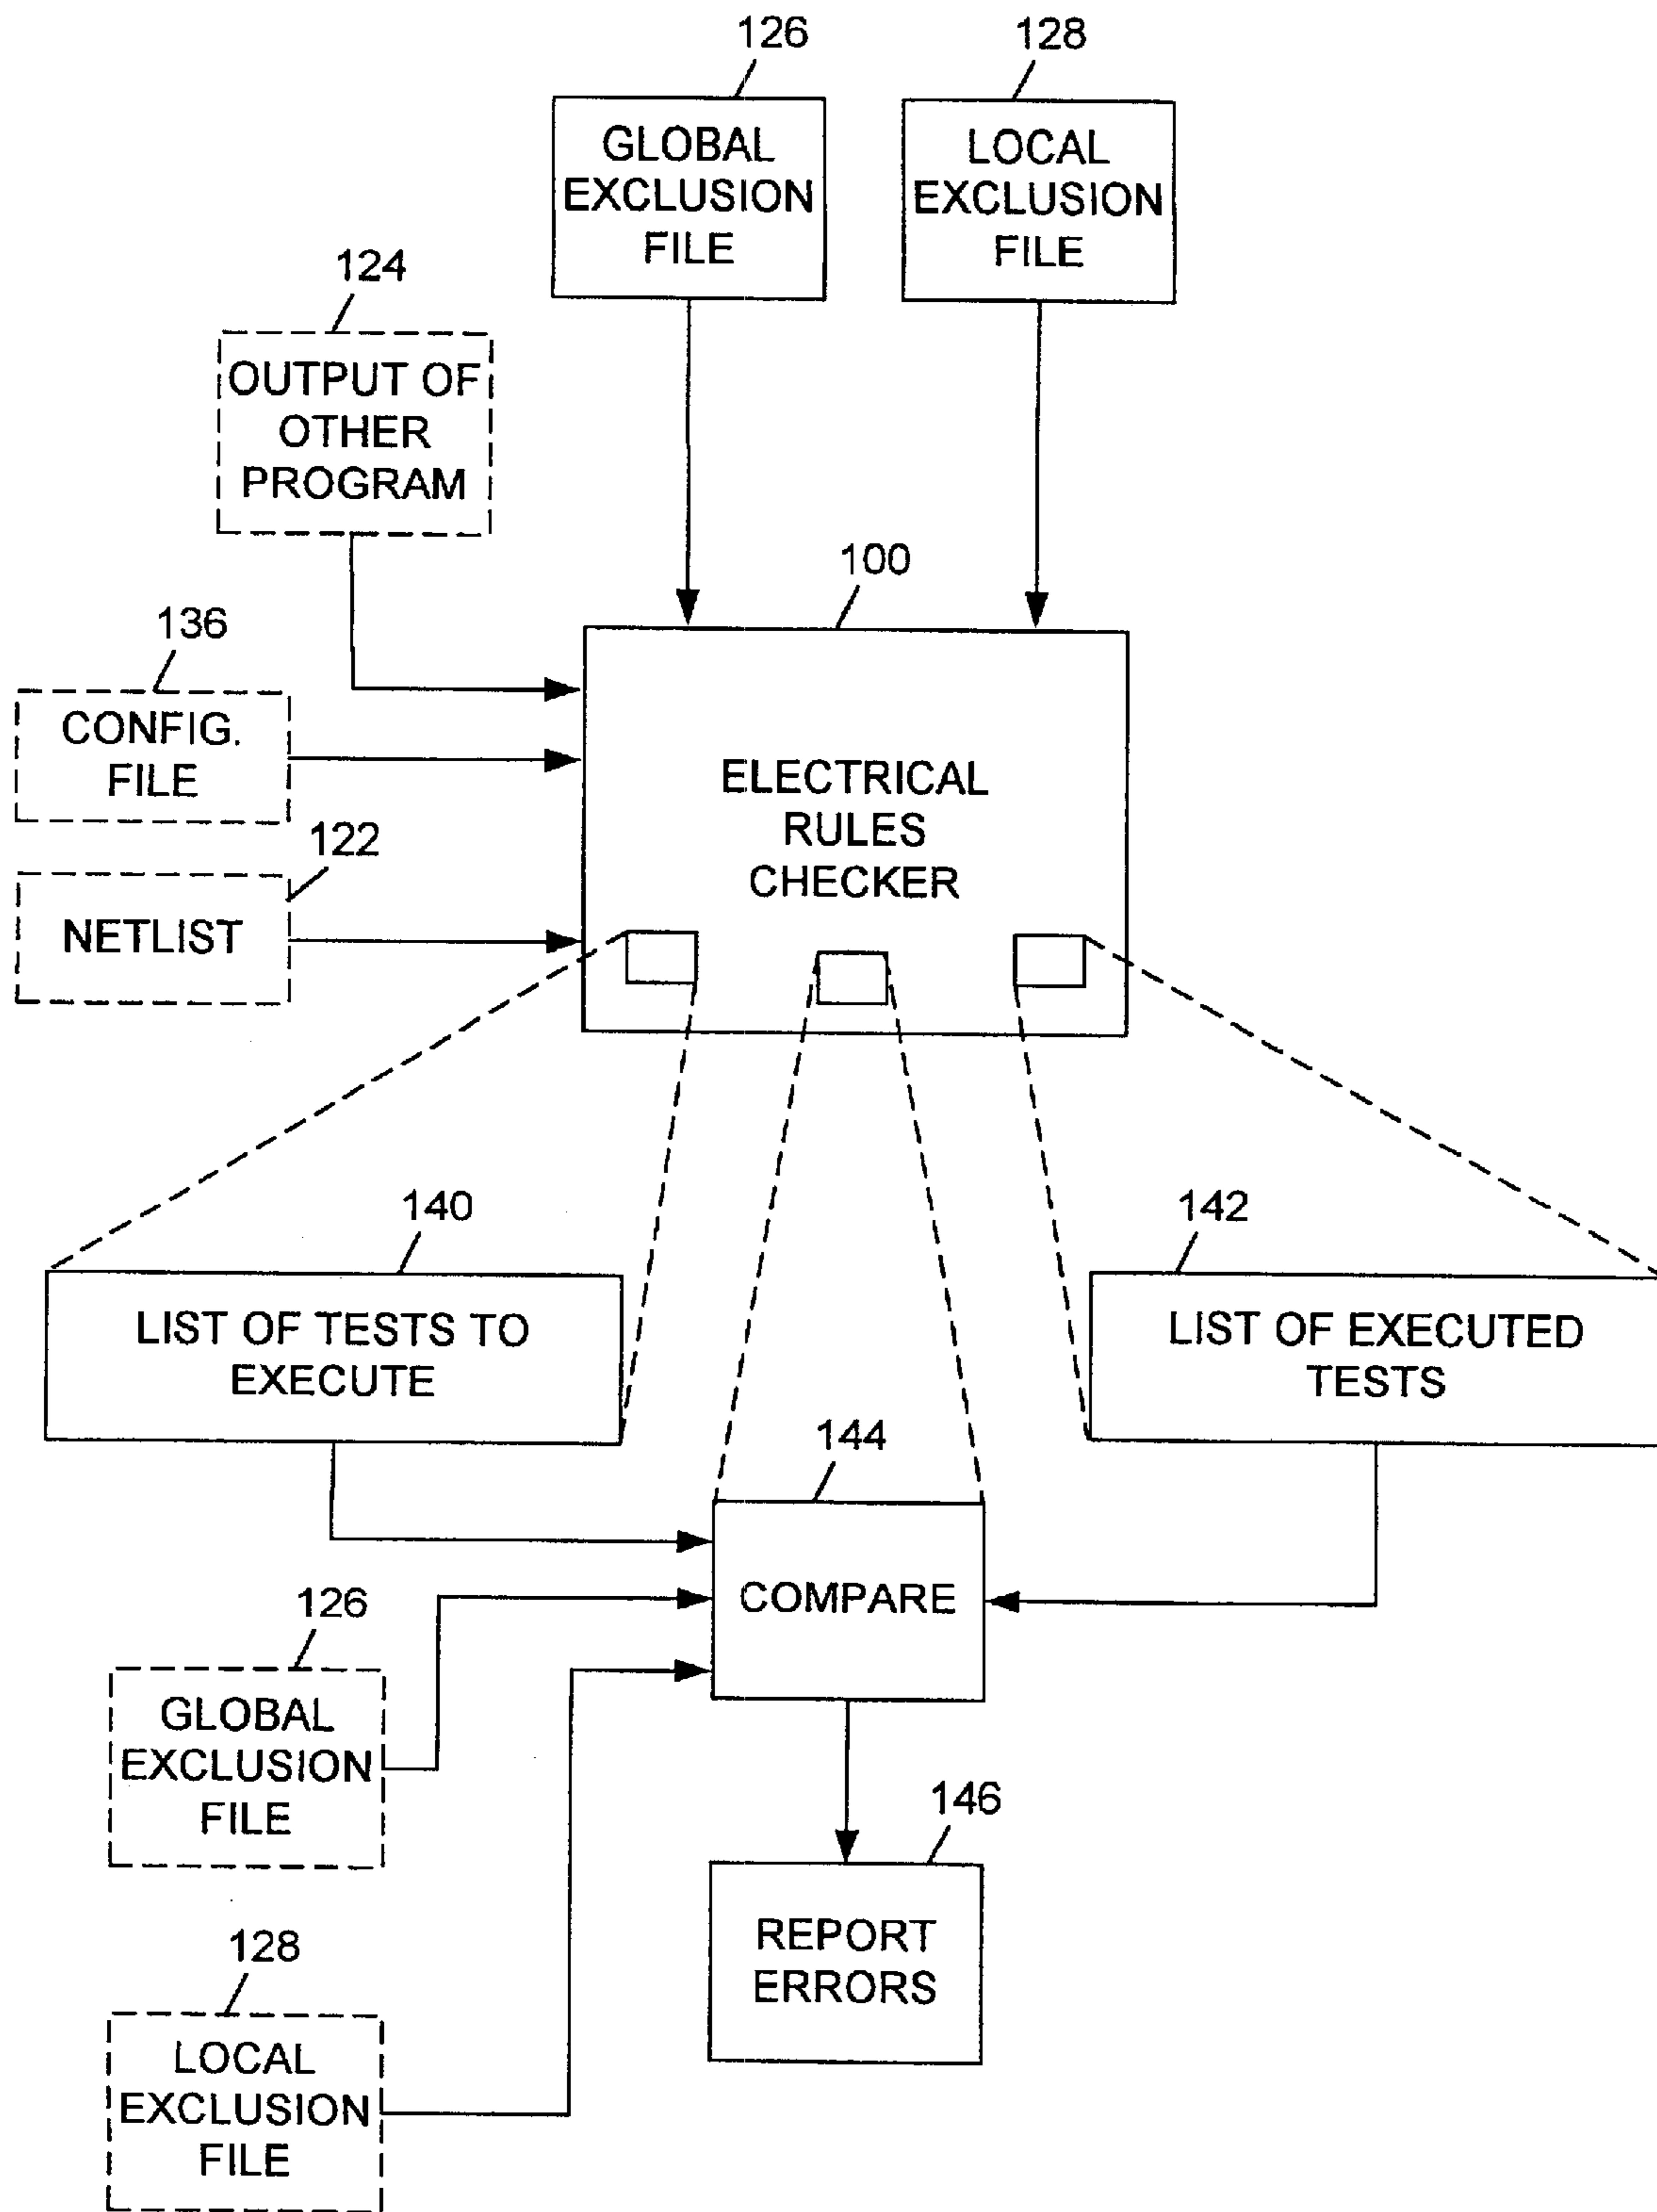 126
128
GLOBAL
EXCLUSION
FILE
LOCAL
EXCLUSION
FILE
124
OUTPUT OF
OTHER
PROGRAM
100
136
CONFIG.
FILE
ELECTRICAL
RULES
CHECKER
122
NETLIST
140
142
LIST OF TESTS TO
EXECUTE
LIST OF EXECUTED
TESTS
144
COMPARE
126
GLOBAL
EXCLUSION
FILE
146
REPORT
ERRORS
128
LOCAL
EXCLUSION
FILE